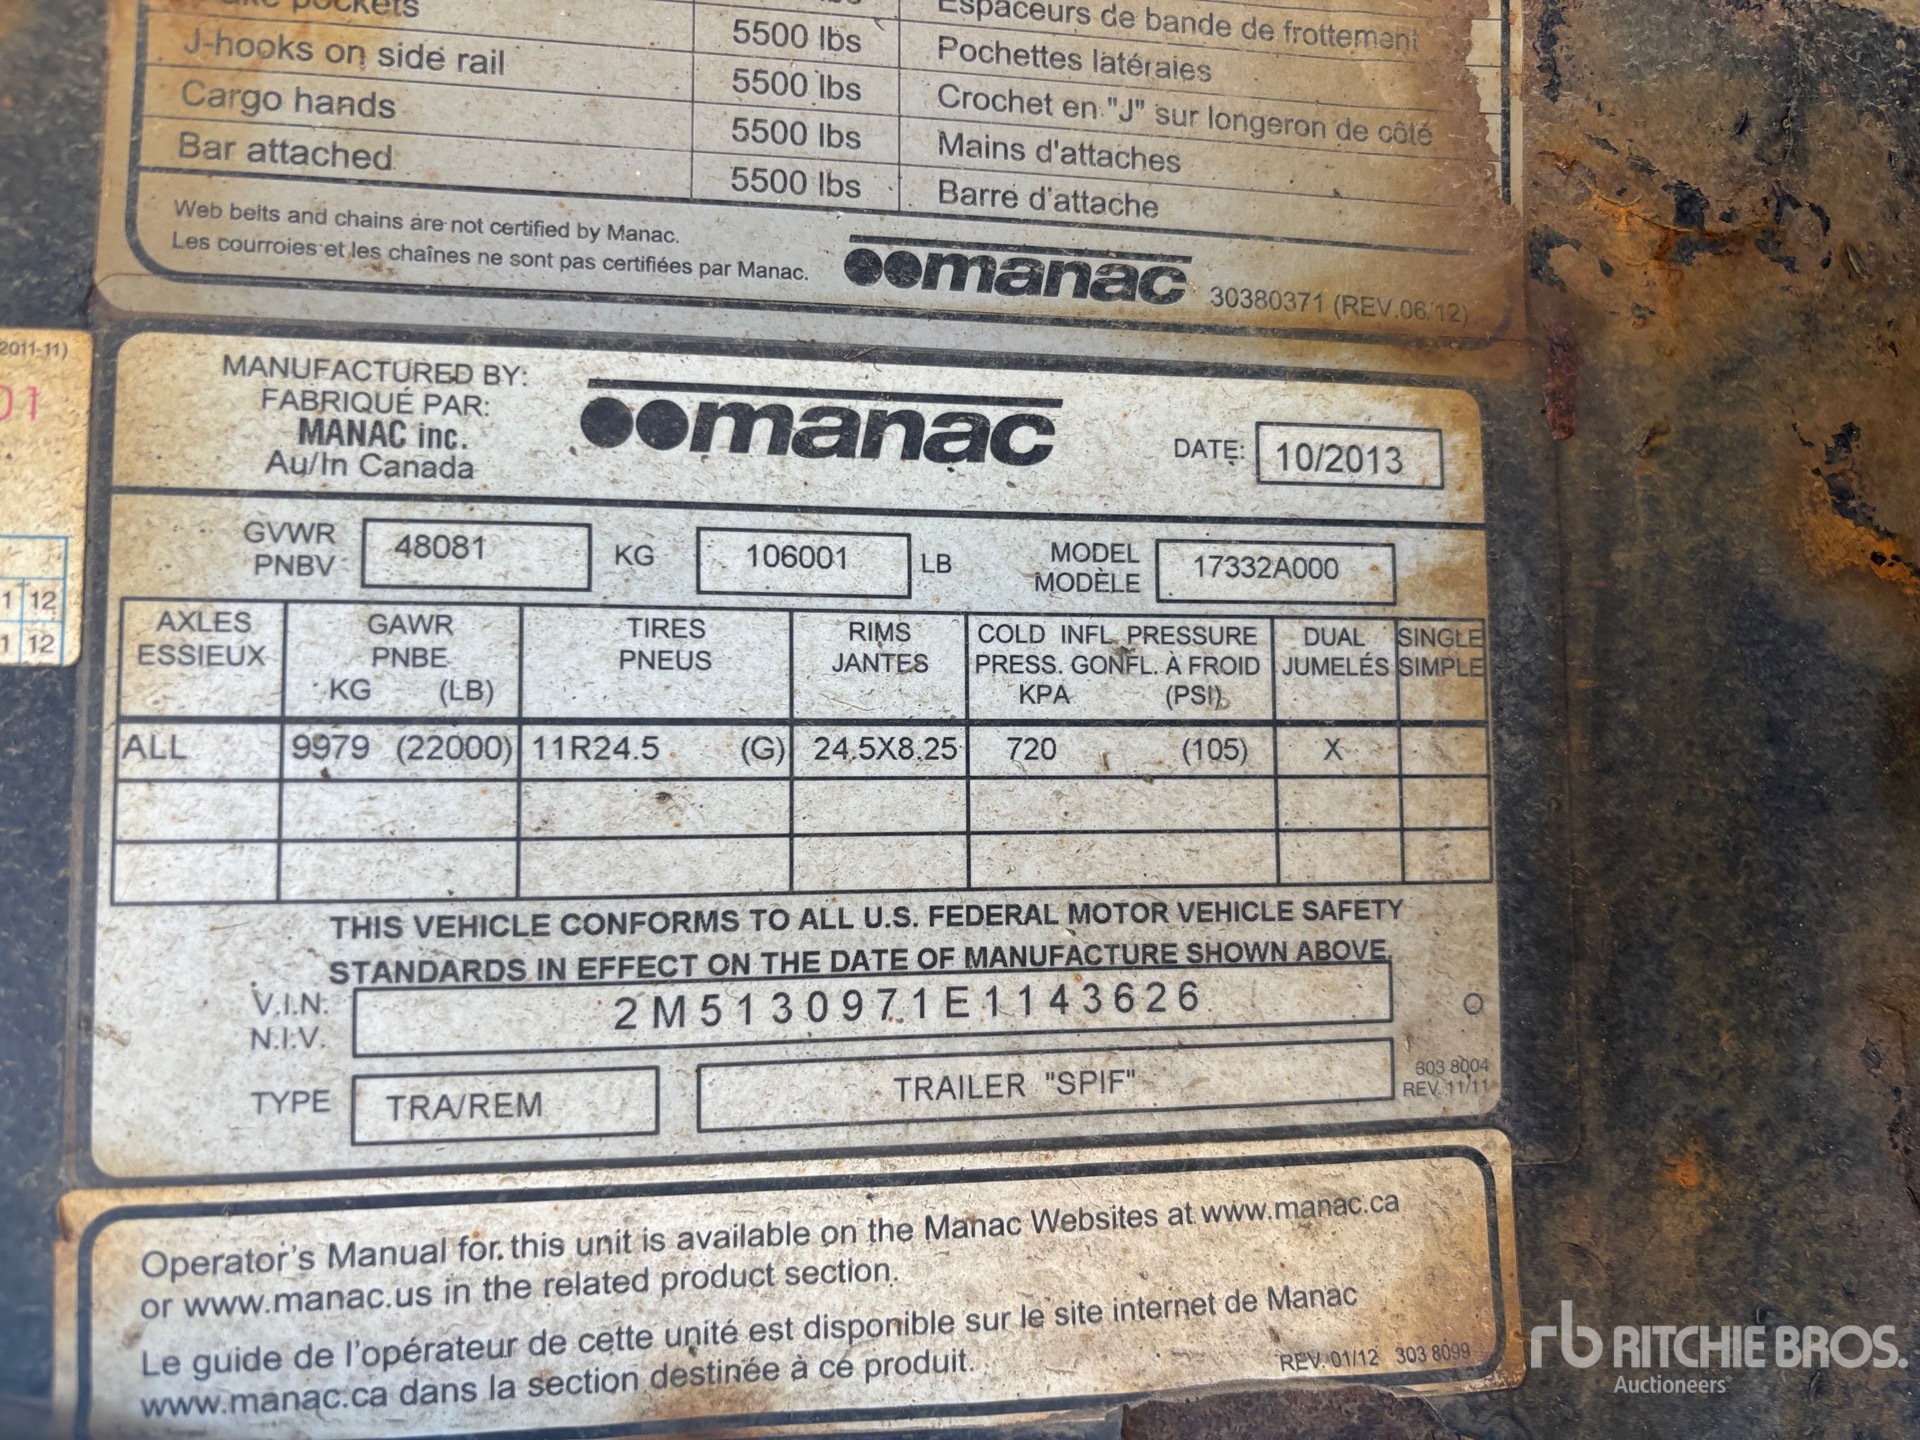 pockets
J-hooks on side rail 5500 lbs
Cargo hands 5500 lbs
Bar attached 5500 lbs
5500 lbs
Espaceurs de bande de frottement
Pochettes latérales
Crochet en "J" sur longeron de côté
Mains d'attaches
Barre d'attache
Web belts and chains are not certified by Manac.
Les courroies et les chaînes ne sont pas certifiées par Manac.
manac 30380371 (REV.06/12)
2011-11)
01
1 12
1 12
MANUFACTURED BY:
FABRIQUÉ PAR:
MANAC inc.
Au/In Canada
manac
DATE: 10/2013
GVWR
PNBV
48081 KG 106001 LB
MODEL
MODÈLE
17332A000
AXLES
ESSIEUX
GAWR
PNBE
KG (LB)
TIRES
PNEUS
RIMS
JANTES
COLD INFL. PRESSURE
PRESS. GONFL. À FROID
KPA (PSI)
DUAL
JUMELÉS
SINGLE
SIMPLE
ALL 9979 (22000) 11R24.5 (G) 24.5X8.25 720 (105) X
THIS VEHICLE CONFORMS TO ALL U.S. FEDERAL MOTOR VEHICLE SAFETY
STANDARDS IN EFFECT ON THE DATE OF MANUFACTURE SHOWN ABOVE.
V.I.N.
N.I.V.
2M5130971E1143626
TYPE TRA/REM TRAILER "SPIF"
803 8004
REV. 11/11
Operator's Manual for this unit is available on the Manac Websites at www.manac.ca
or www.manac.us in the related product section.
Le guide de l'opérateur de cette unité est disponible sur le site internet de Manac
www.manac.ca dans la section destinée à ce produit.
REV. 01/12 303 8099
rb RITCHIE BROS.
Auctioneers